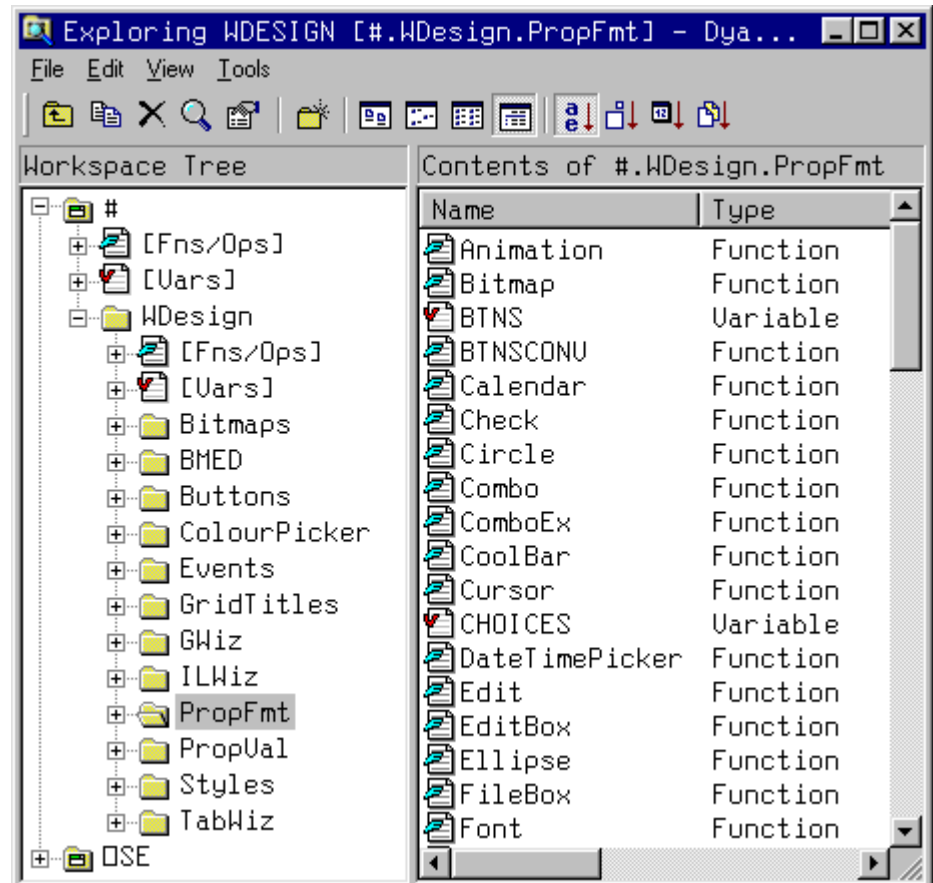 Exploring WDESIGN [#.WDesign.PropFmt] - Dya...
File Edit View Tools
Workspace Tree
#
[Fns/Ops]
[Vars]
WDesign
[Fns/Ops]
[Vars]
Bitmaps
BMED
Buttons
ColourPicker
Events
GridTitles
GWiz
ILWiz
PropFmt
PropVal
Styles
TabWiz
⎕SE
Contents of #.WDesign.PropFmt
Name Type
Animation Function
Bitmap Function
BTNS Variable
BTNSCONV Function
Calendar Function
Check Function
Circle Function
Combo Function
ComboEx Function
CoolBar Function
Cursor Function
CHOICES Variable
DateTimePicker Function
Edit Function
EditBox Function
Ellipse Function
FileBox Function
Font Function